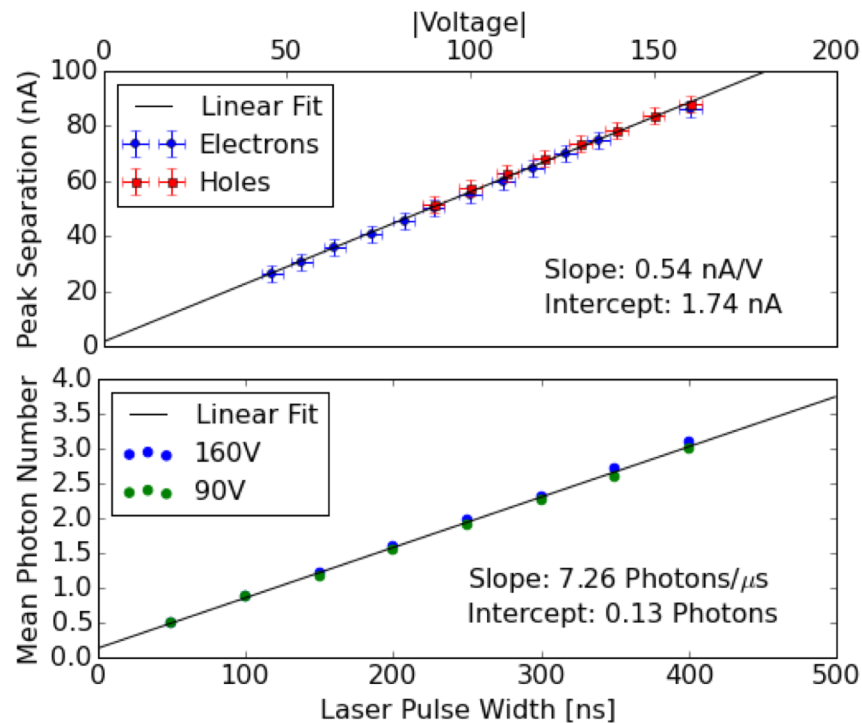 |Voltage|
0 50 100 150 200
Peak Separation (nA)
100
80
60
40
20
0
Linear Fit
Electrons
Holes
Slope: 0.54 nA/V
Intercept: 1.74 nA
Mean Photon Number
4.0
3.5
3.0
2.5
2.0
1.5
1.0
0.5
0.0
Linear Fit
160V
90V
Slope: 7.26 Photons/μs
Intercept: 0.13 Photons
0 100 200 300 400 500
Laser Pulse Width [ns]